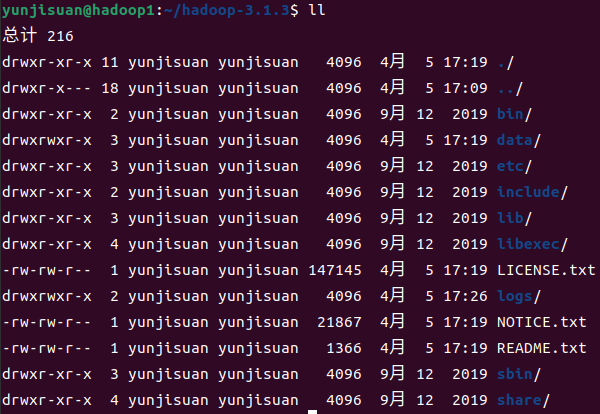 yunjisuan@hadoop1:~/hadoop-3.1.3$ ll
总计 216
drwxr-xr-x 11 yunjisuan yunjisuan   4096  4月  5 17:19 ./
drwxr-x--- 18 yunjisuan yunjisuan   4096  4月  5 17:09 ../
drwxr-xr-x  2 yunjisuan yunjisuan   4096  9月 12  2019 bin/
drwxrwxr-x  3 yunjisuan yunjisuan   4096  4月  5 17:19 data/
drwxr-xr-x  3 yunjisuan yunjisuan   4096  9月 12  2019 etc/
drwxr-xr-x  2 yunjisuan yunjisuan   4096  9月 12  2019 include/
drwxr-xr-x  3 yunjisuan yunjisuan   4096  9月 12  2019 lib/
drwxr-xr-x  4 yunjisuan yunjisuan   4096  9月 12  2019 libexec/
-rw-rw-r--  1 yunjisuan yunjisuan 147145  4月  5 17:19 LICENSE.txt
drwxrwxr-x  2 yunjisuan yunjisuan   4096  4月  5 17:26 logs/
-rw-rw-r--  1 yunjisuan yunjisuan  21867  4月  5 17:19 NOTICE.txt
-rw-rw-r--  1 yunjisuan yunjisuan   1366  4月  5 17:19 README.txt
drwxr-xr-x  3 yunjisuan yunjisuan   4096  9月 12  2019 sbin/
drwxr-xr-x  4 yunjisuan yunjisuan   4096  9月 12  2019 share/